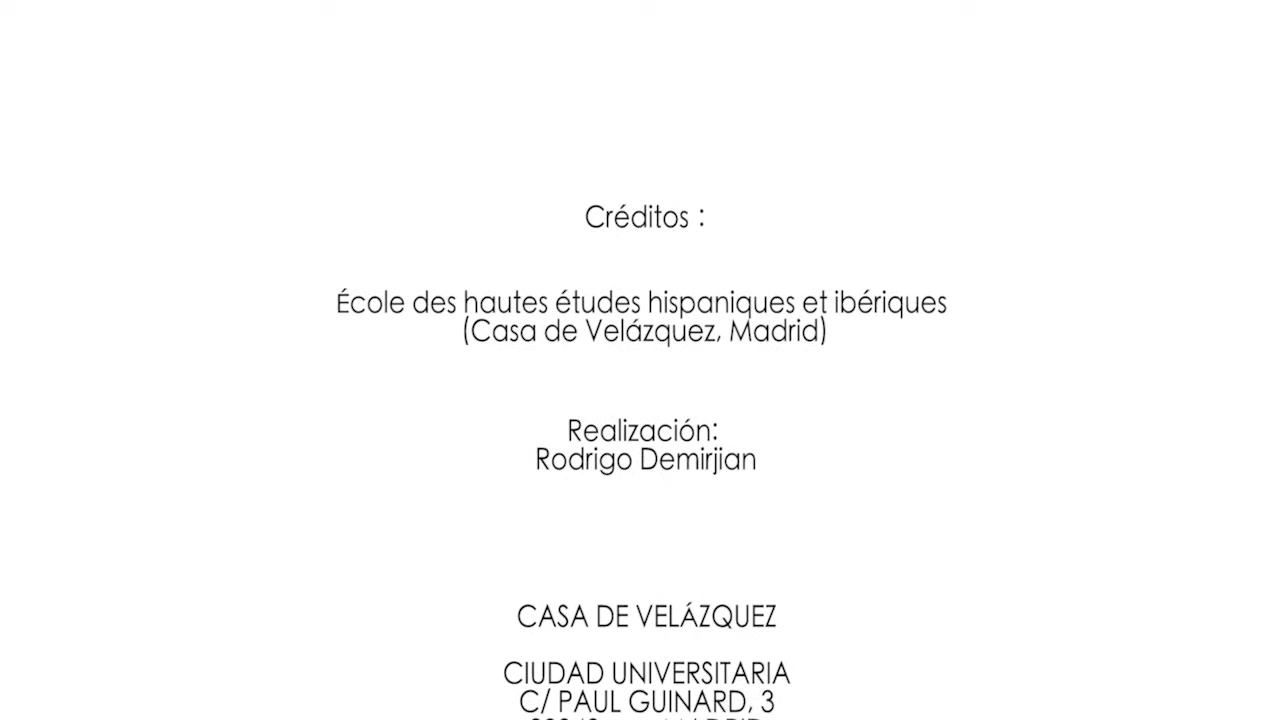 Créditos :
École des hautes études hispaniques et ibériques
(Casa de Velázquez, Madrid)
Realización:
Rodrigo Demirjian
CASA DE VELÁZQUEZ
CIUDAD UNIVERSITARIA
C/ PAUL GUINARD, 3